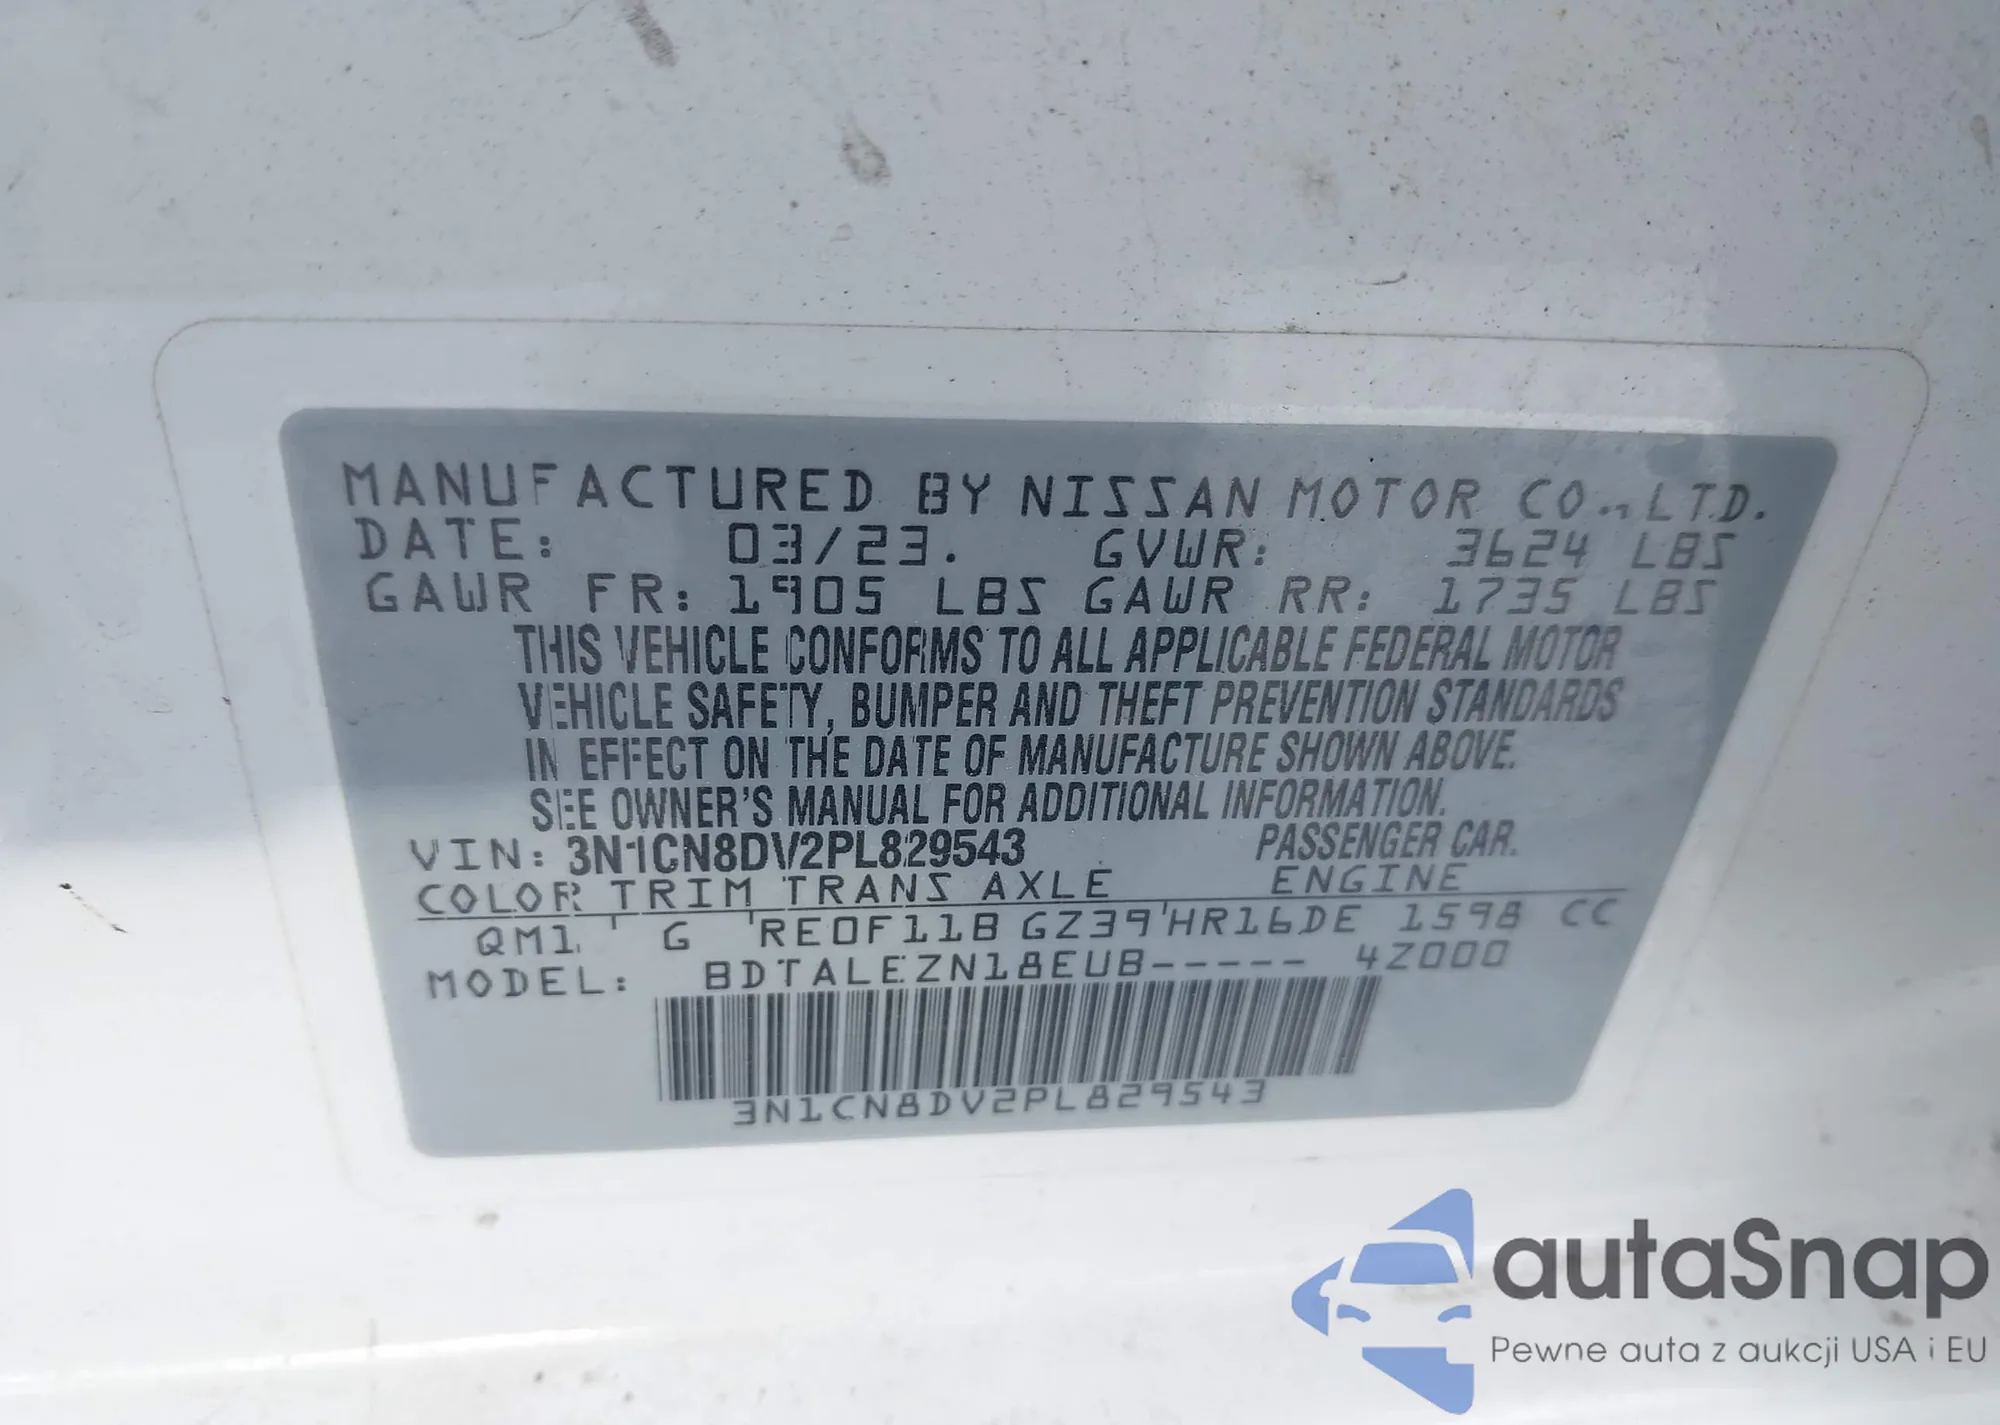 MANUFACTURED BY NISSAN MOTOR CO., LTD.
DATE: 03/23. GVWR: 3624 LBS
GAWR FR: 1905 LBS GAWR RR: 1735 LBS
THIS VEHICLE CONFORMS TO ALL APPLICABLE FEDERAL MOTOR
VEHICLE SAFETY, BUMPER AND THEFT PREVENTION STANDARDS
IN EFFECT ON THE DATE OF MANUFACTURE SHOWN ABOVE.
SEE OWNER'S MANUAL FOR ADDITIONAL INFORMATION.
VIN: 3N1CN8DV2PL829543 PASSENGER CAR.
COLOR TRIM TRANS AXLE ENGINE
QM1 ' G 'RE0F11B GZ39'HR16DE 1598 CC
MODEL: BDTALEZN18EUB----- 4Z000
3N1CN8DV2PL829543
autaSnap
Pewne auta z aukcji USA i EU